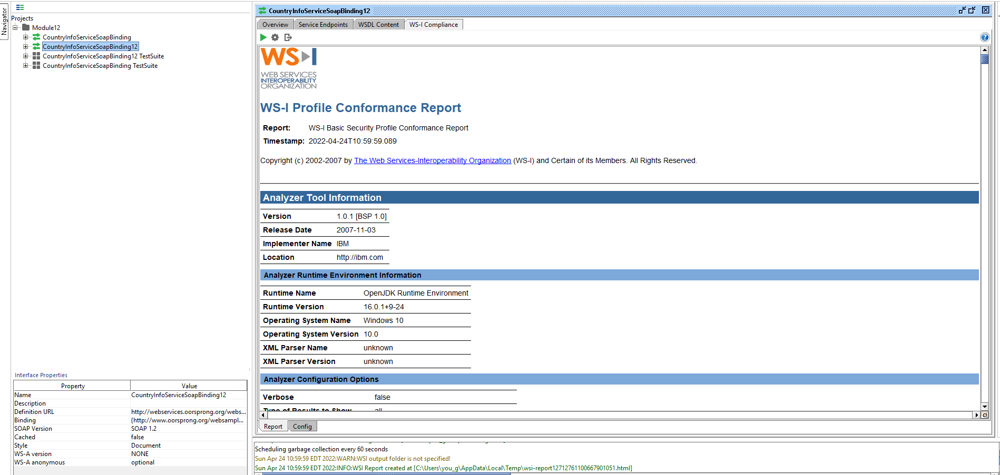 Navigator
Projects
Module12
CountryInfoServiceSoapBinding
CountryInfoServiceSoapBinding12
CountryInfoServiceSoapBinding12 TestSuite
CountryInfoServiceSoapBinding TestSuite
Interface Properties
Property Value
Name CountryInfoServiceSoapBinding12
Description
Definition URL http://webservices.oorsprong.org/webs...
Binding {http://www.oorsprong.org/websampl...
SOAP Version SOAP 1.2
Cached false
Style Document
WS-A version NONE
WS-A anonymous optional
CountryInfoServiceSoapBinding12
Overview Service Endpoints WSDL Content WS-I Compliance
WS I
WEB SERVICES
INTEROPERABILITY
ORGANIZATION
WS-I Profile Conformance Report
Report: WS-I Basic Security Profile Conformance Report
Timestamp: 2022-04-24T10:59:59.089
Copyright (c) 2002-2007 by The Web Services-Interoperability Organization (WS-I) and Certain of its Members. All Rights Reserved.
Analyzer Tool Information
Version 1.0.1 [BSP 1.0]
Release Date 2007-11-03
Implementer Name IBM
Location http://ibm.com
Analyzer Runtime Environment Information
Runtime Name OpenJDK Runtime Environment
Runtime Version 16.0.1+9-24
Operating System Name Windows 10
Operating System Version 10.0
XML Parser Name unknown
XML Parser Version unknown
Analyzer Configuration Options
Verbose false
Type of Results to Show all
Report Config
Scheduling garbage collection every 60 seconds
Sun Apr 24 10:59:59 EDT 2022:WARN:WSI output folder is not specified!
Sun Apr 24 10:59:59 EDT 2022:INFO:WSI Report created at [C:\Users\you_g\AppData\Local\Temp\wsi-report12712761100667901051.html]